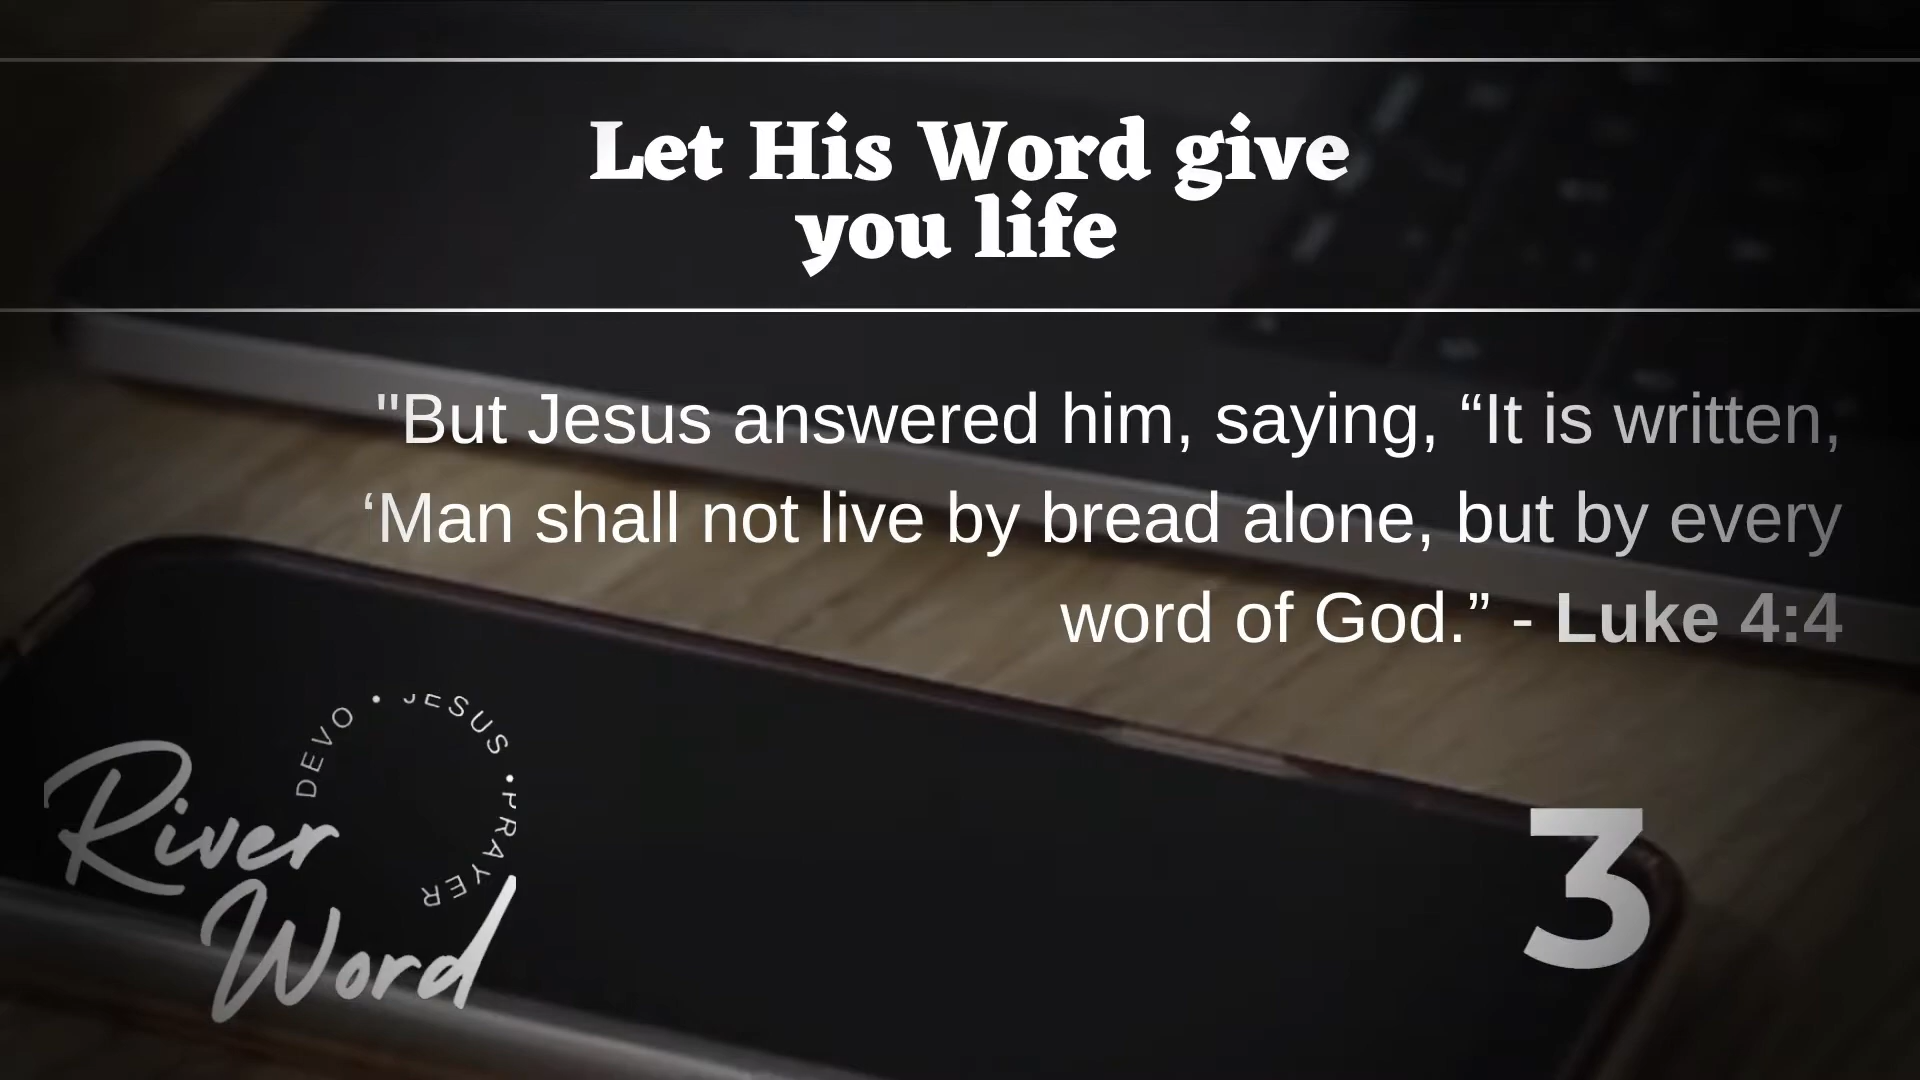 Let His Word give
you life
"But Jesus answered him, saying, “It is written,
‘Man shall not live by bread alone, but by every
word of God.” - Luke 4:4
DEVO • JESUS • PRAYER
River
Word
3